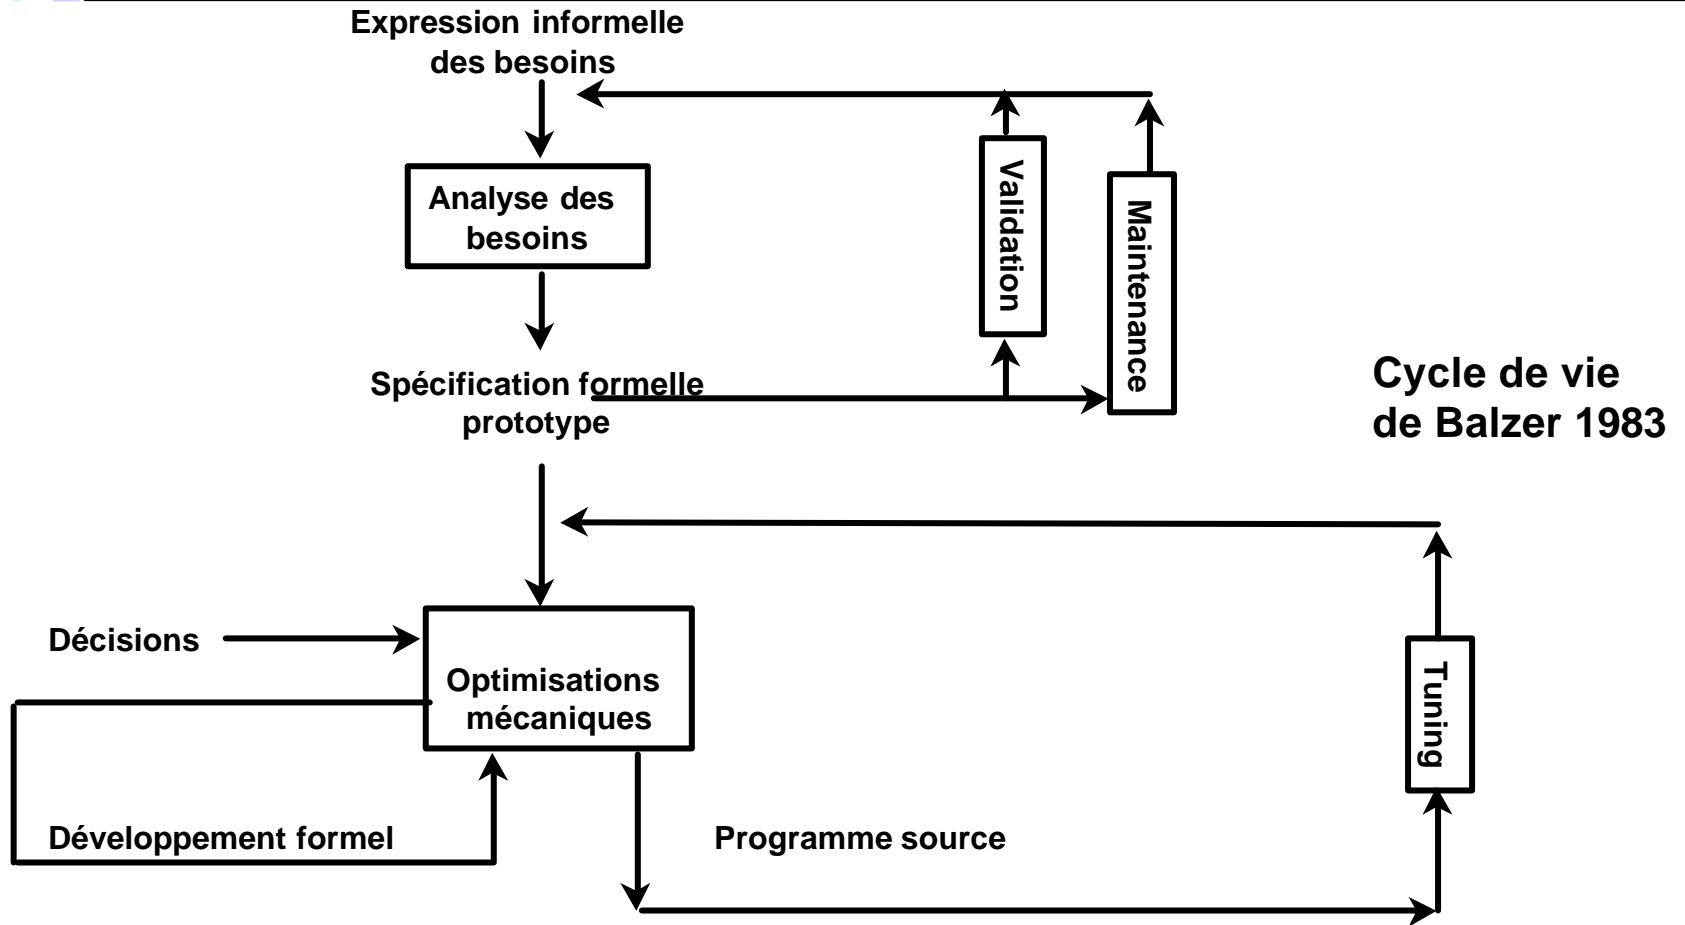 Expression informelle
des besoins
Analyse des
besoins
Validation
Maintenance
Spécification formelle
prototype
Cycle de vie
de Balzer 1983
Décisions
Optimisations
mécaniques
Tuning
Développement formel
Programme source